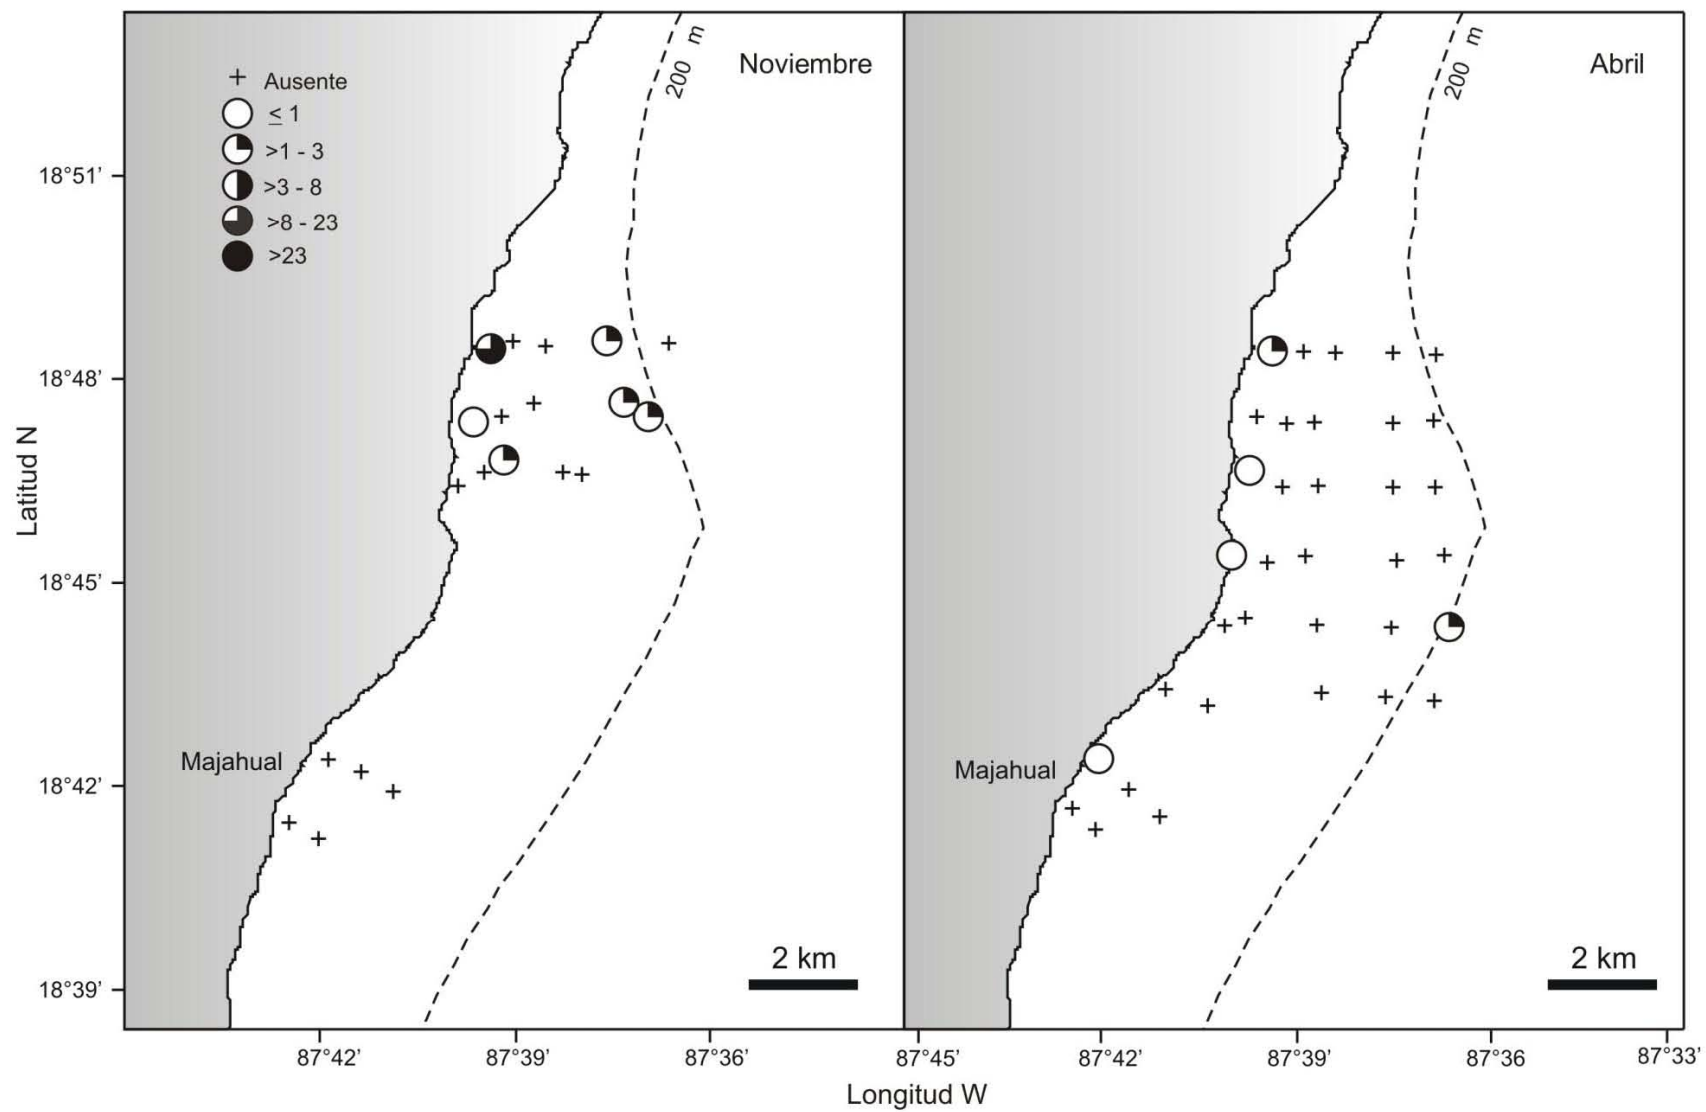 Noviembre
200 m
Ausente
≤ 1
>1 - 3
>3 - 8
>8 - 23
>23
Abril
200 m
18°51’
18°48’
18°45’
18°42’
18°39’
Latitud N
Majahual
Majahual
2 km
2 km
87°42’
87°39’
87°36’
87°45’
87°42’
87°39’
87°36
87°33’
Longitud W